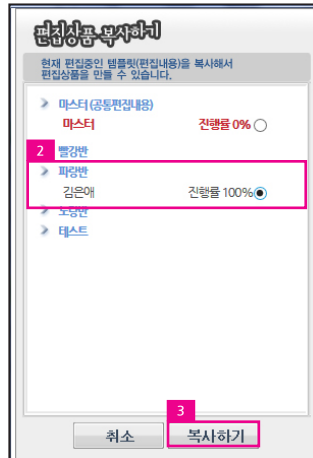 편집상품 복사하기
현재 편집중인 템플릿(편집내용)을 복사해서
편집상품을 만들 수 있습니다.
마스터(공통편집내용)
마스터 진행률 0%
2 빨강반
파랑반
김은애 진행률 100%
노랑반
테스트
3
취소 복사하기